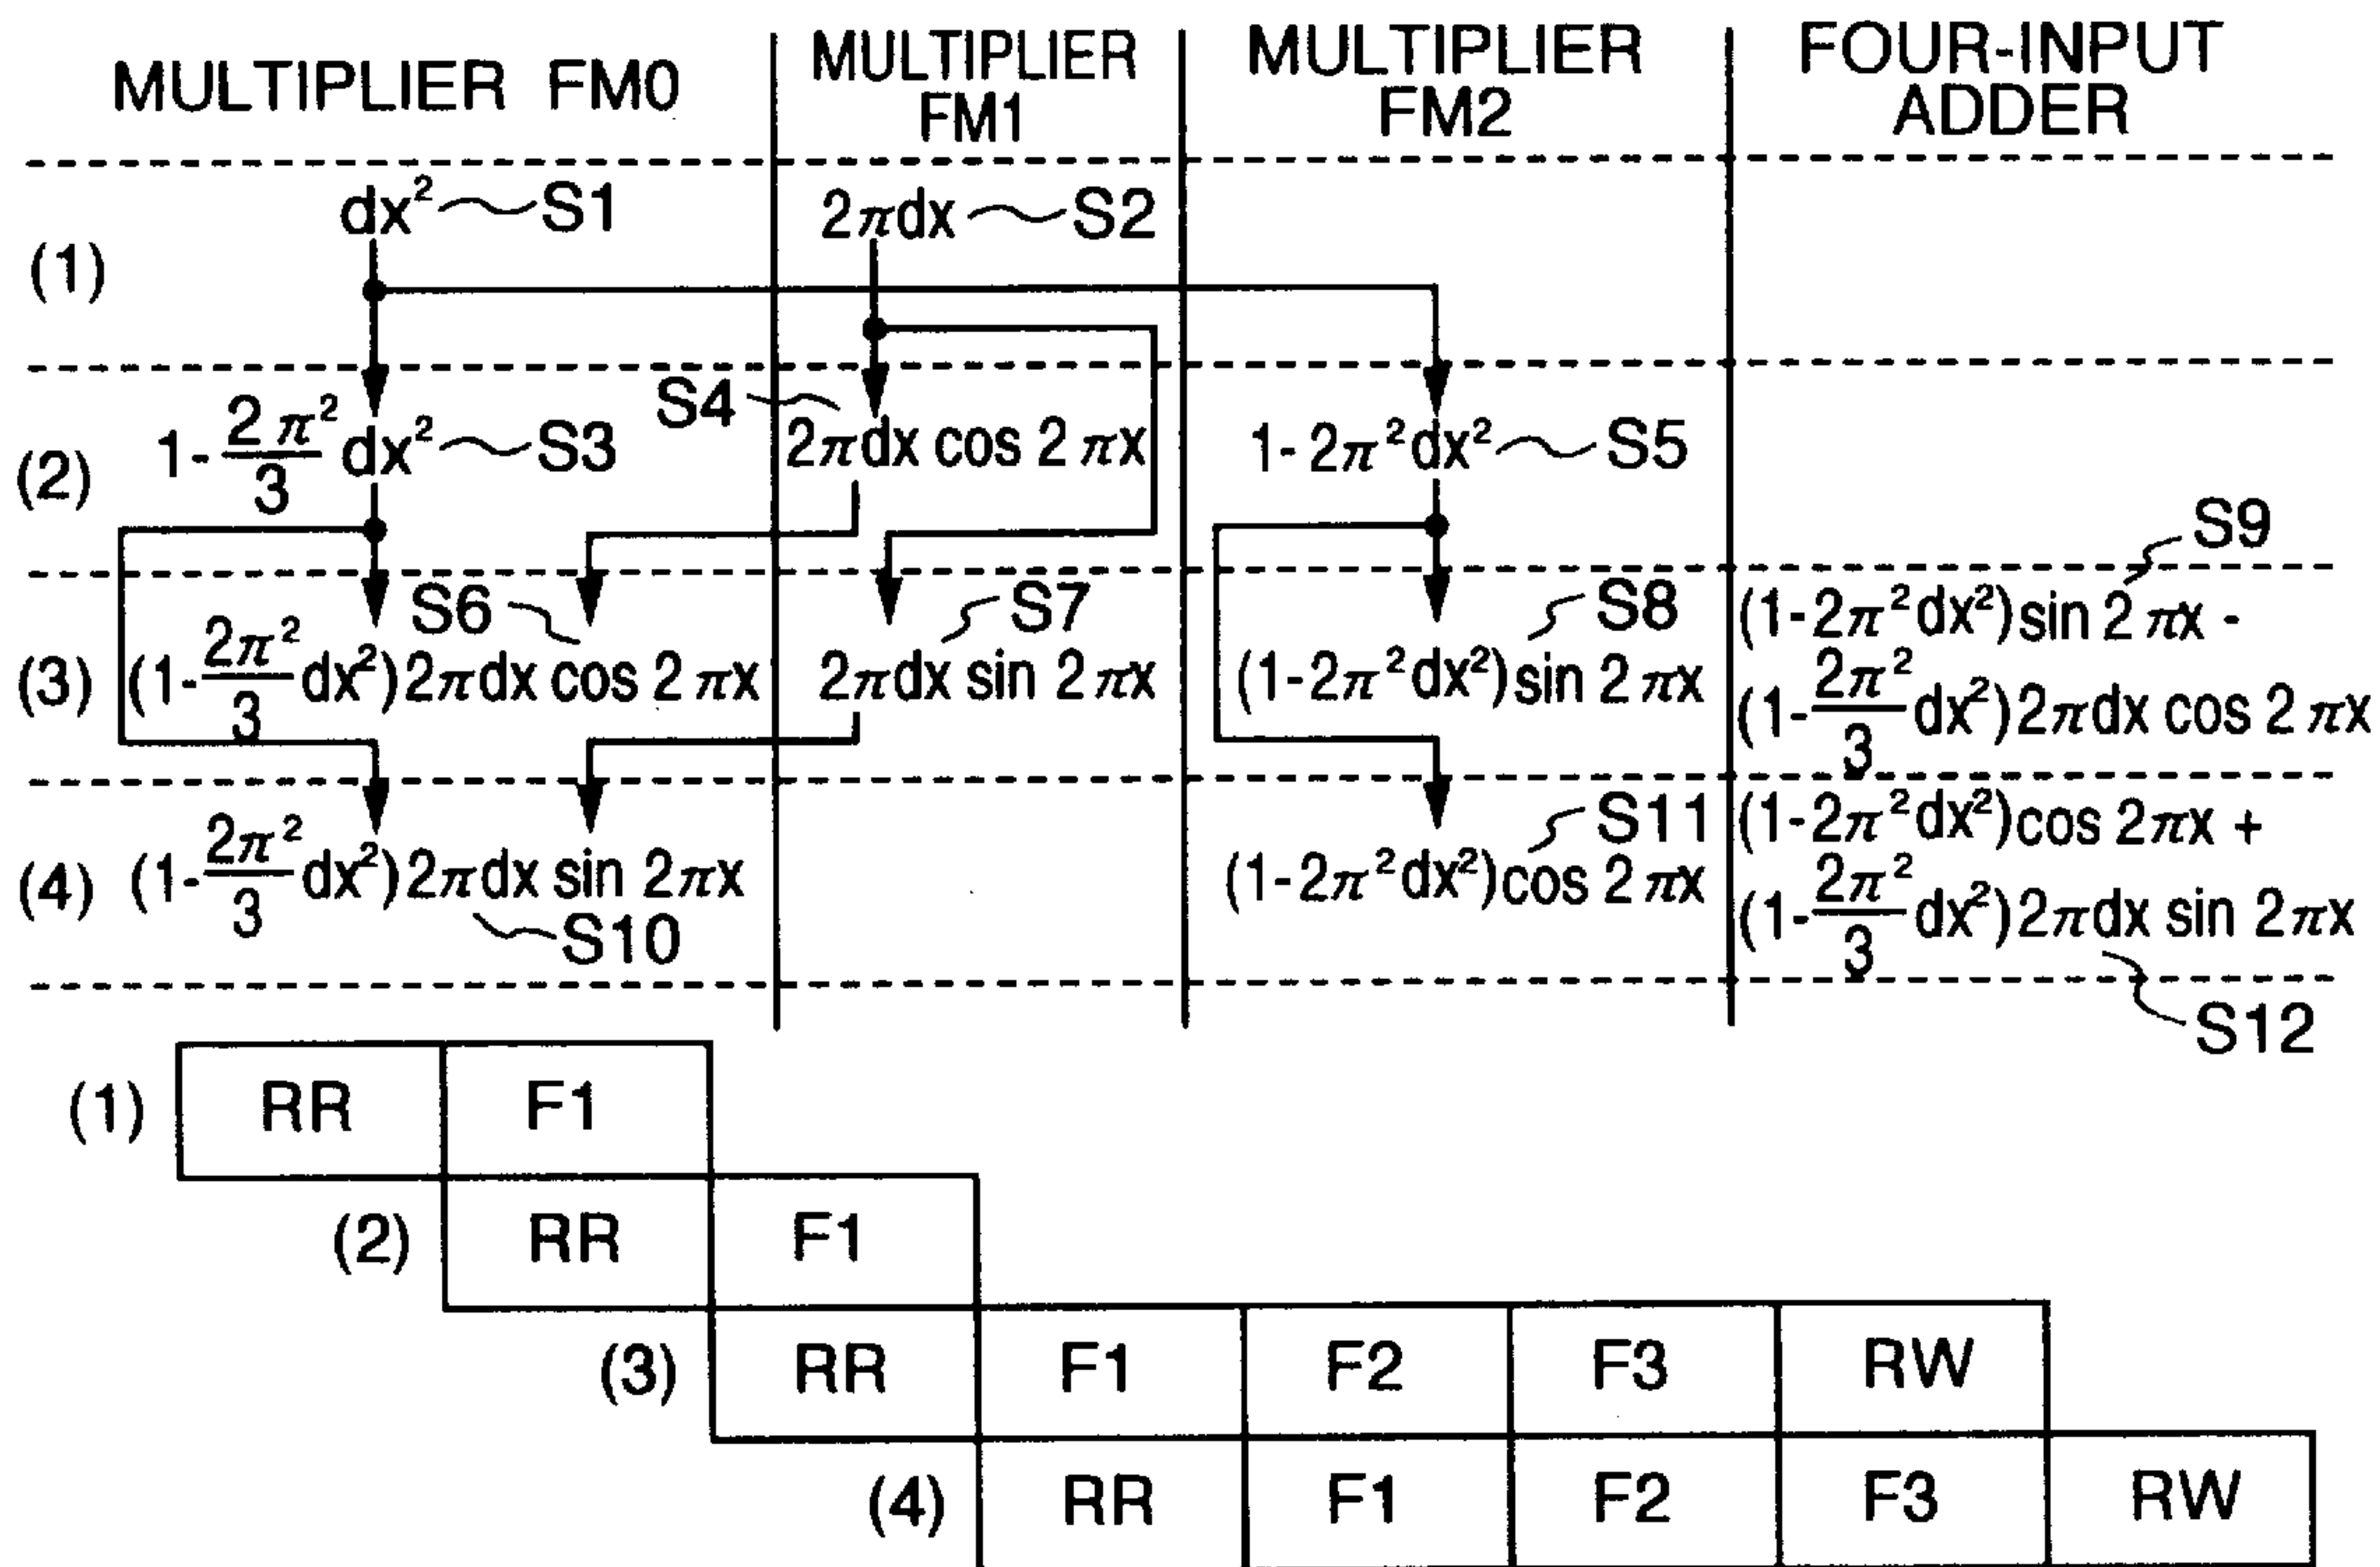 MULTIPLIER FM0
MULTIPLIER
FM1
MULTIPLIER
FM2
FOUR-INPUT
ADDER
(1)
dx² S1
2πdx S2
(2)
1-2π²/3 dx² S3
S4
2πdx cos 2πx
1-2π²dx² S5
S9
(3)
S6
(1-2π²/3 dx²)2πdx cos 2πx
S7
2πdx sin 2πx
S8
(1-2π²dx²)sin 2πx
(1-2π²dx²)sin 2πx -
(1-2π²/3 dx²)2πdx cos 2πx
(4)
(1-2π²/3 dx²)2πdx sin 2πx
S10
S11
(1-2π²dx²)cos 2πx
(1-2π²dx²)cos 2πx +
(1-2π²/3 dx²)2πdx sin 2πx
S12
(1) RR F1
(2) RR F1
(3) RR F1 F2 F3 RW
(4) RR F1 F2 F3 RW